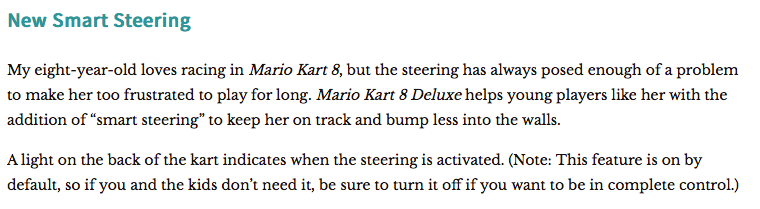 New Smart Steering
My eight-year-old loves racing in Mario Kart 8, but the steering has always posed enough of a problem
to make her too frustrated to play for long. Mario Kart 8 Deluxe helps young players like her with the
addition of “smart steering” to keep her on track and bump less into the walls.
A light on the back of the kart indicates when the steering is activated. (Note: This feature is on by
default, so if you and the kids don’t need it, be sure to turn it off if you want to be in complete control.)